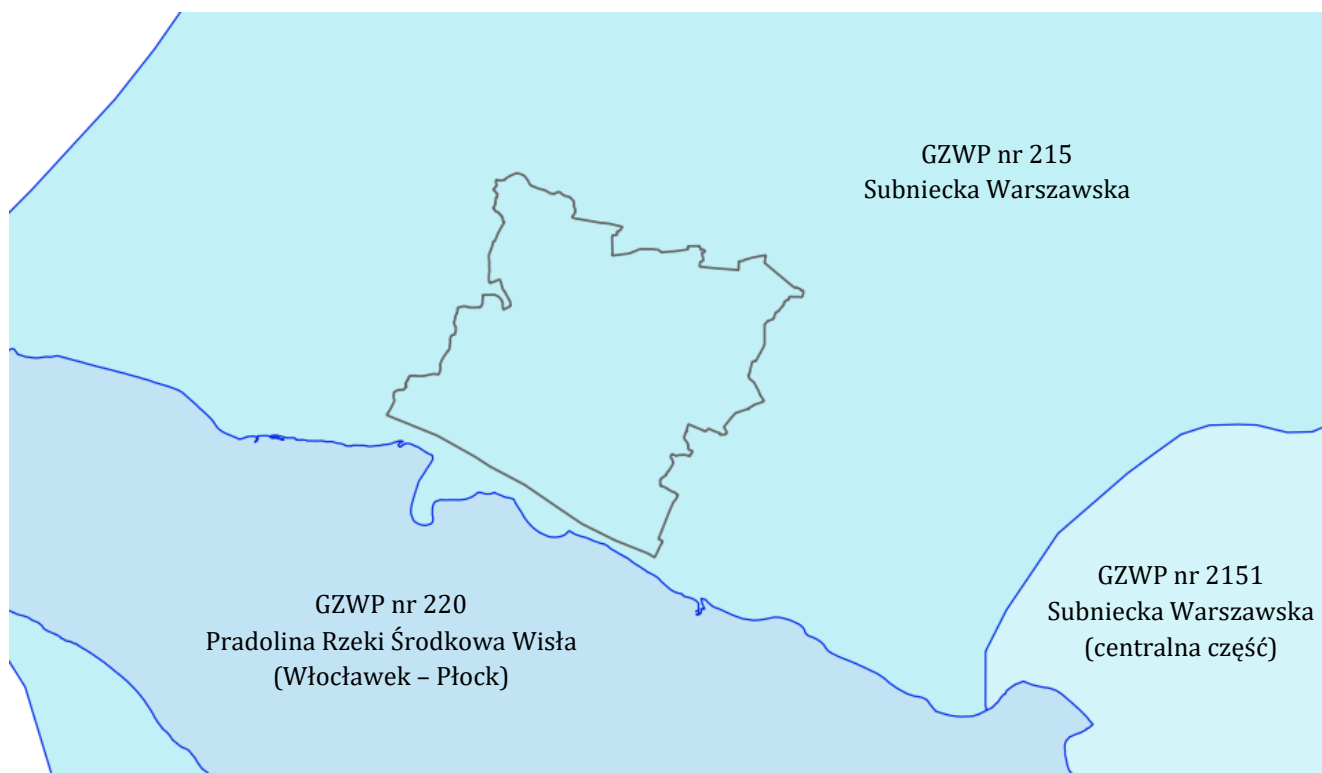 GZWP nr 215
Subniecka Warszawska
GZWP nr 2151
Subniecka Warszawska
(centralna część)
GZWP nr 220
Pradolina Rzeki Środkowa Wisła
(Włocławek – Płock)